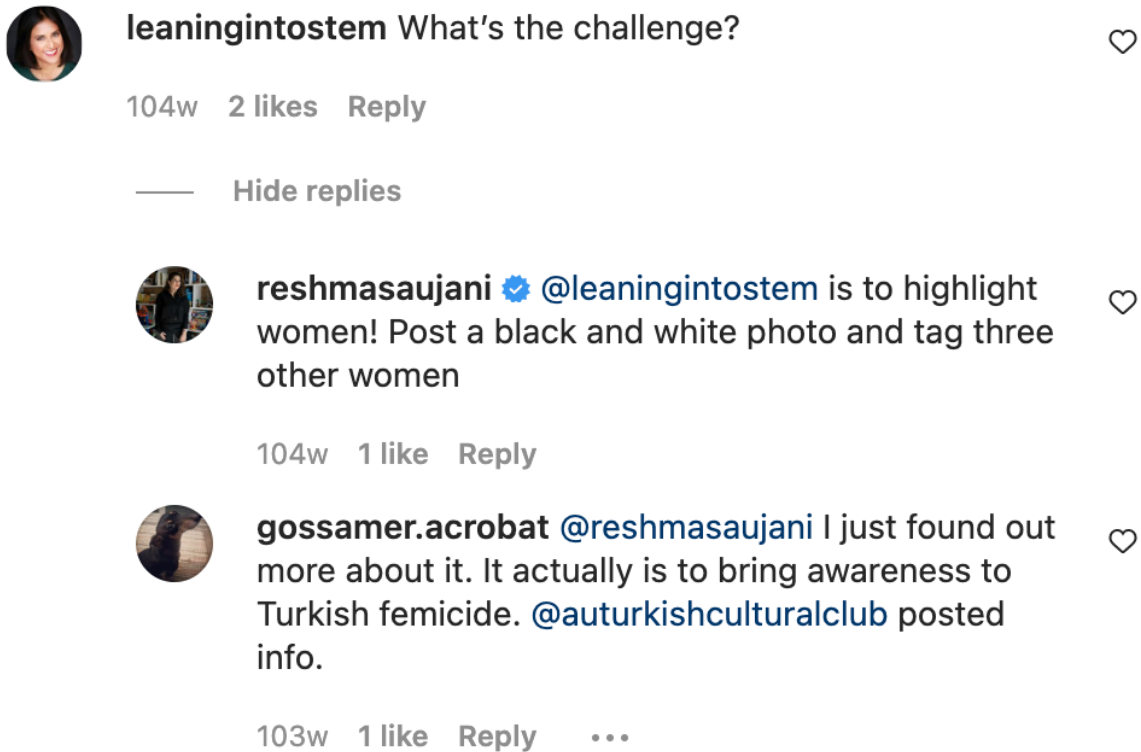 leaningintostem What’s the challenge?
104w 2 likes Reply
Hide replies
reshmasaujani @leaningintostem is to highlight
women! Post a black and white photo and tag three
other women
104w 1 like Reply
gossamer.acrobat @reshmasaujani I just found out
more about it. It actually is to bring awareness to
Turkish femicide. @auturkishculturalclub posted
info.
103w 1 like Reply